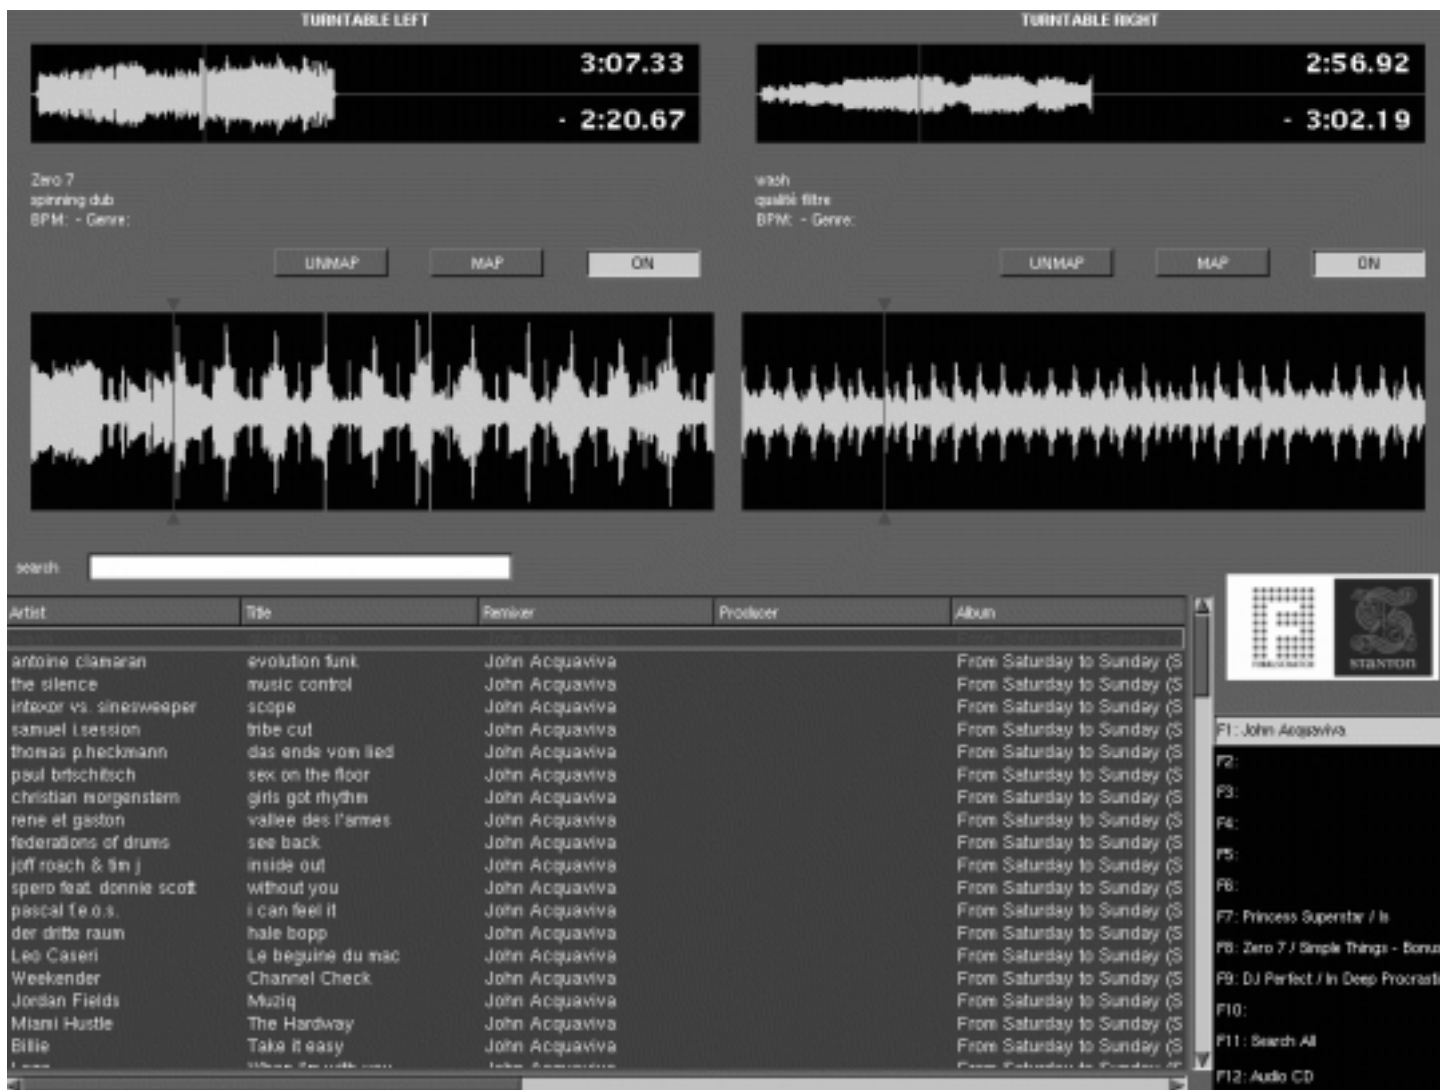 TURNTABLE LEFT
TURNTABLE RIGHT
3:07.33
- 2:20.67
2:56.92
- 3:02.19
Zero 7
spinning dub
BPM: - Genre:
wash
qualité filtre
BPM: - Genre:
UNMAP MAP ON
UNMAP MAP ON
search
Artist Title Remixer Producer Album
antoine clamaran evolution funk John Acquaviva From Saturday to Sunday (S
the silence music control John Acquaviva From Saturday to Sunday (S
intexor vs. sinesweeper scope John Acquaviva From Saturday to Sunday (S
samuel l.session tribe cut John Acquaviva From Saturday to Sunday (S
thomas p.heckmann das ende vom lied John Acquaviva From Saturday to Sunday (S
paul brtschitsch sex on the floor John Acquaviva From Saturday to Sunday (S
christian morgenstern girls got rhythm John Acquaviva From Saturday to Sunday (S
rene et gaston vallee des l'armes John Acquaviva From Saturday to Sunday (S
federations of drums see back John Acquaviva From Saturday to Sunday (S
joff roach & tim j inside out John Acquaviva From Saturday to Sunday (S
spero feat. donnie scott without you John Acquaviva From Saturday to Sunday (S
pascal f.e.o.s. i can feel it John Acquaviva From Saturday to Sunday (S
der dritte raum hale bopp John Acquaviva From Saturday to Sunday (S
Leo Caseri Le beguine du mac John Acquaviva From Saturday to Sunday (S
Weekender Channel Check John Acquaviva From Saturday to Sunday (S
Jordan Fields Muziq John Acquaviva From Saturday to Sunday (S
Miami Hustle The Hardway John Acquaviva From Saturday to Sunday (S
Billie Take it easy John Acquaviva From Saturday to Sunday (S
F
FINALSCRATCH
STANTON
F1: John Acquaviva
F2:
F3:
F4:
F5:
F6:
F7: Princess Superstar / Is
F8: Zero 7 / Simple Things - Bonus
F9: DJ Perfect / In Deep Procrasti
F10:
F11: Search All
F12: Audio CD